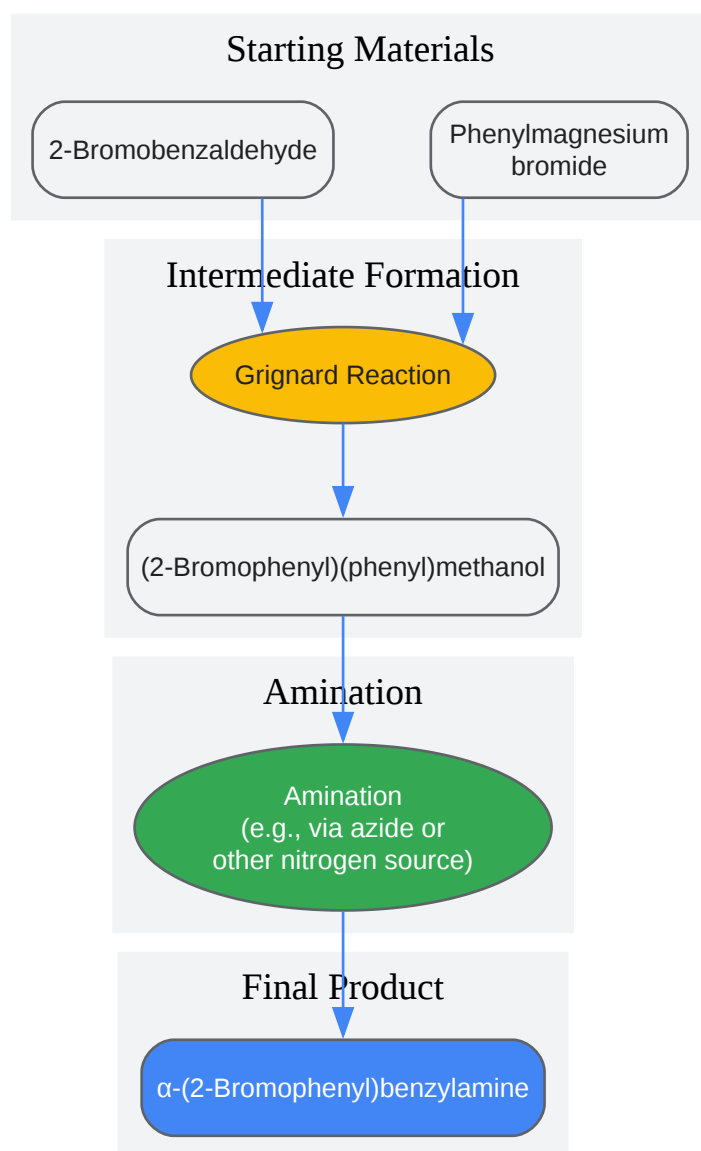 Starting Materials
2-Bromobenzaldehyde
Phenylmagnesium
bromide
Intermediate Formation
Grignard Reaction
(2-Bromophenyl)(phenyl)methanol
Amination
Amination
(e.g., via azide or
other nitrogen source)
Final Product
α-(2-Bromophenyl)benzylamine